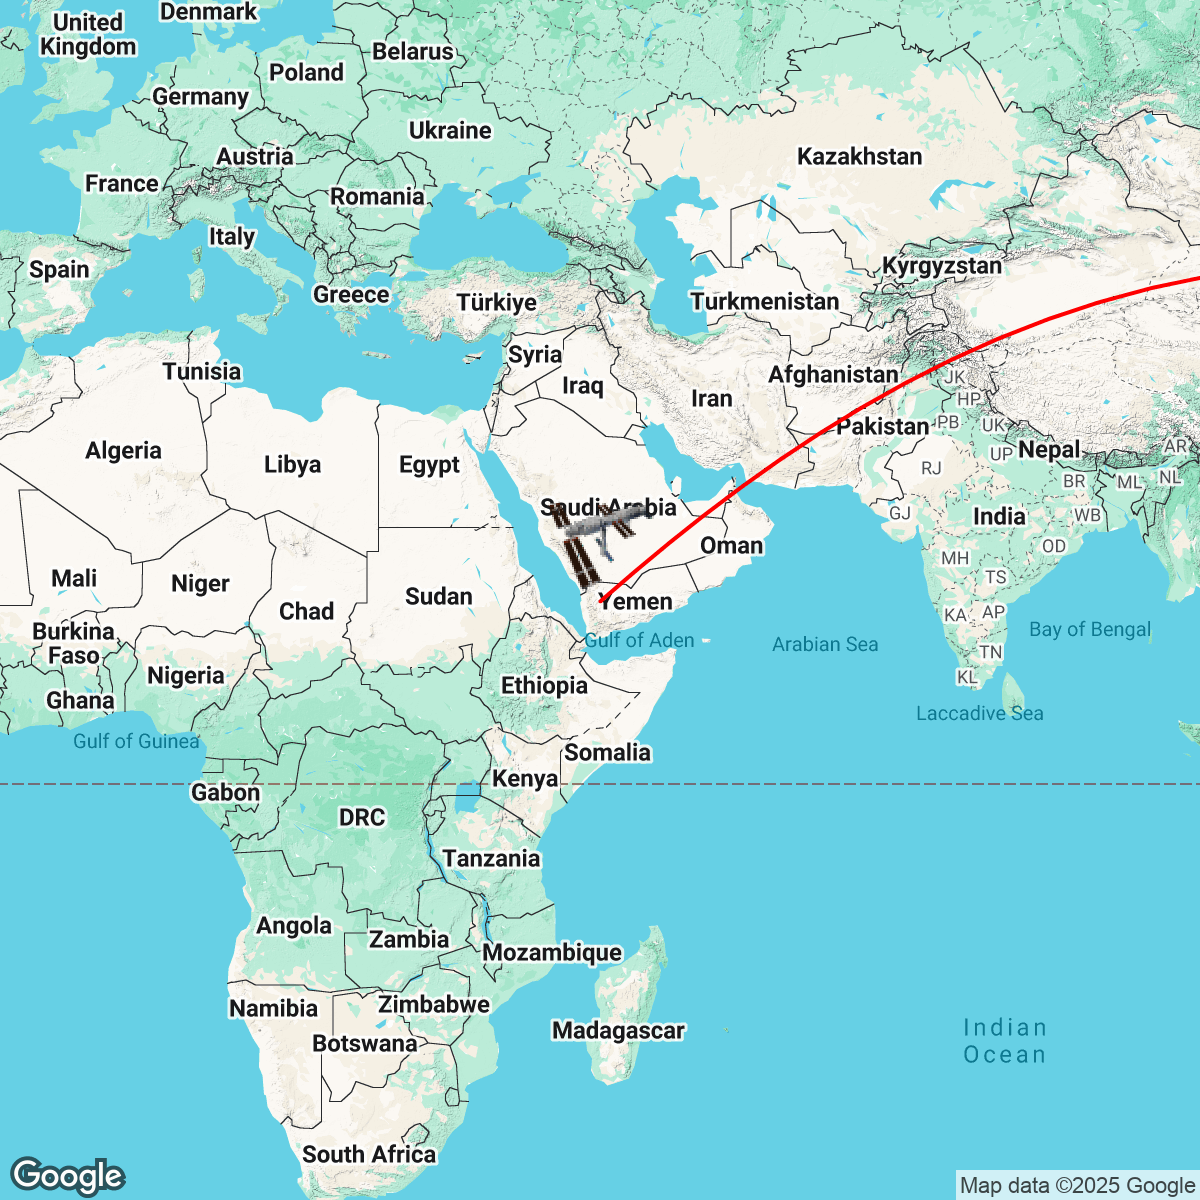 Denmark
United
Kingdom
Belarus
Poland
Germany
Ukraine
Austria
Kazakhstan
France
Romania
Italy
Kyrgyzstan
Spain
Greece
Türkiye
Turkmenistan
Syria
Tunisia
Iraq
Afghanistan
JK
Iran
HP
Pakistan
PB
UK
Algeria
Nepal
AR
UP
Libya
Egypt
RJ
BR
ML
NL
Saudi Arabia
GJ
India
WB
Oman
OD
MH
Mali
Niger
TS
Chad
Sudan
Yemen
KA
AP
Burkina
Faso
Gulf of Aden
Arabian Sea
Bay of Bengal
TN
Nigeria
KL
Ethiopia
Ghana
Laccadive Sea
Gulf of Guinea
Somalia
Kenya
Gabon
DRC
Tanzania
Angola
Zambia
Mozambique
Namibia
Zimbabwe
Madagascar
Indian
Ocean
Botswana
South Africa
Google
Map data ©2025 Google